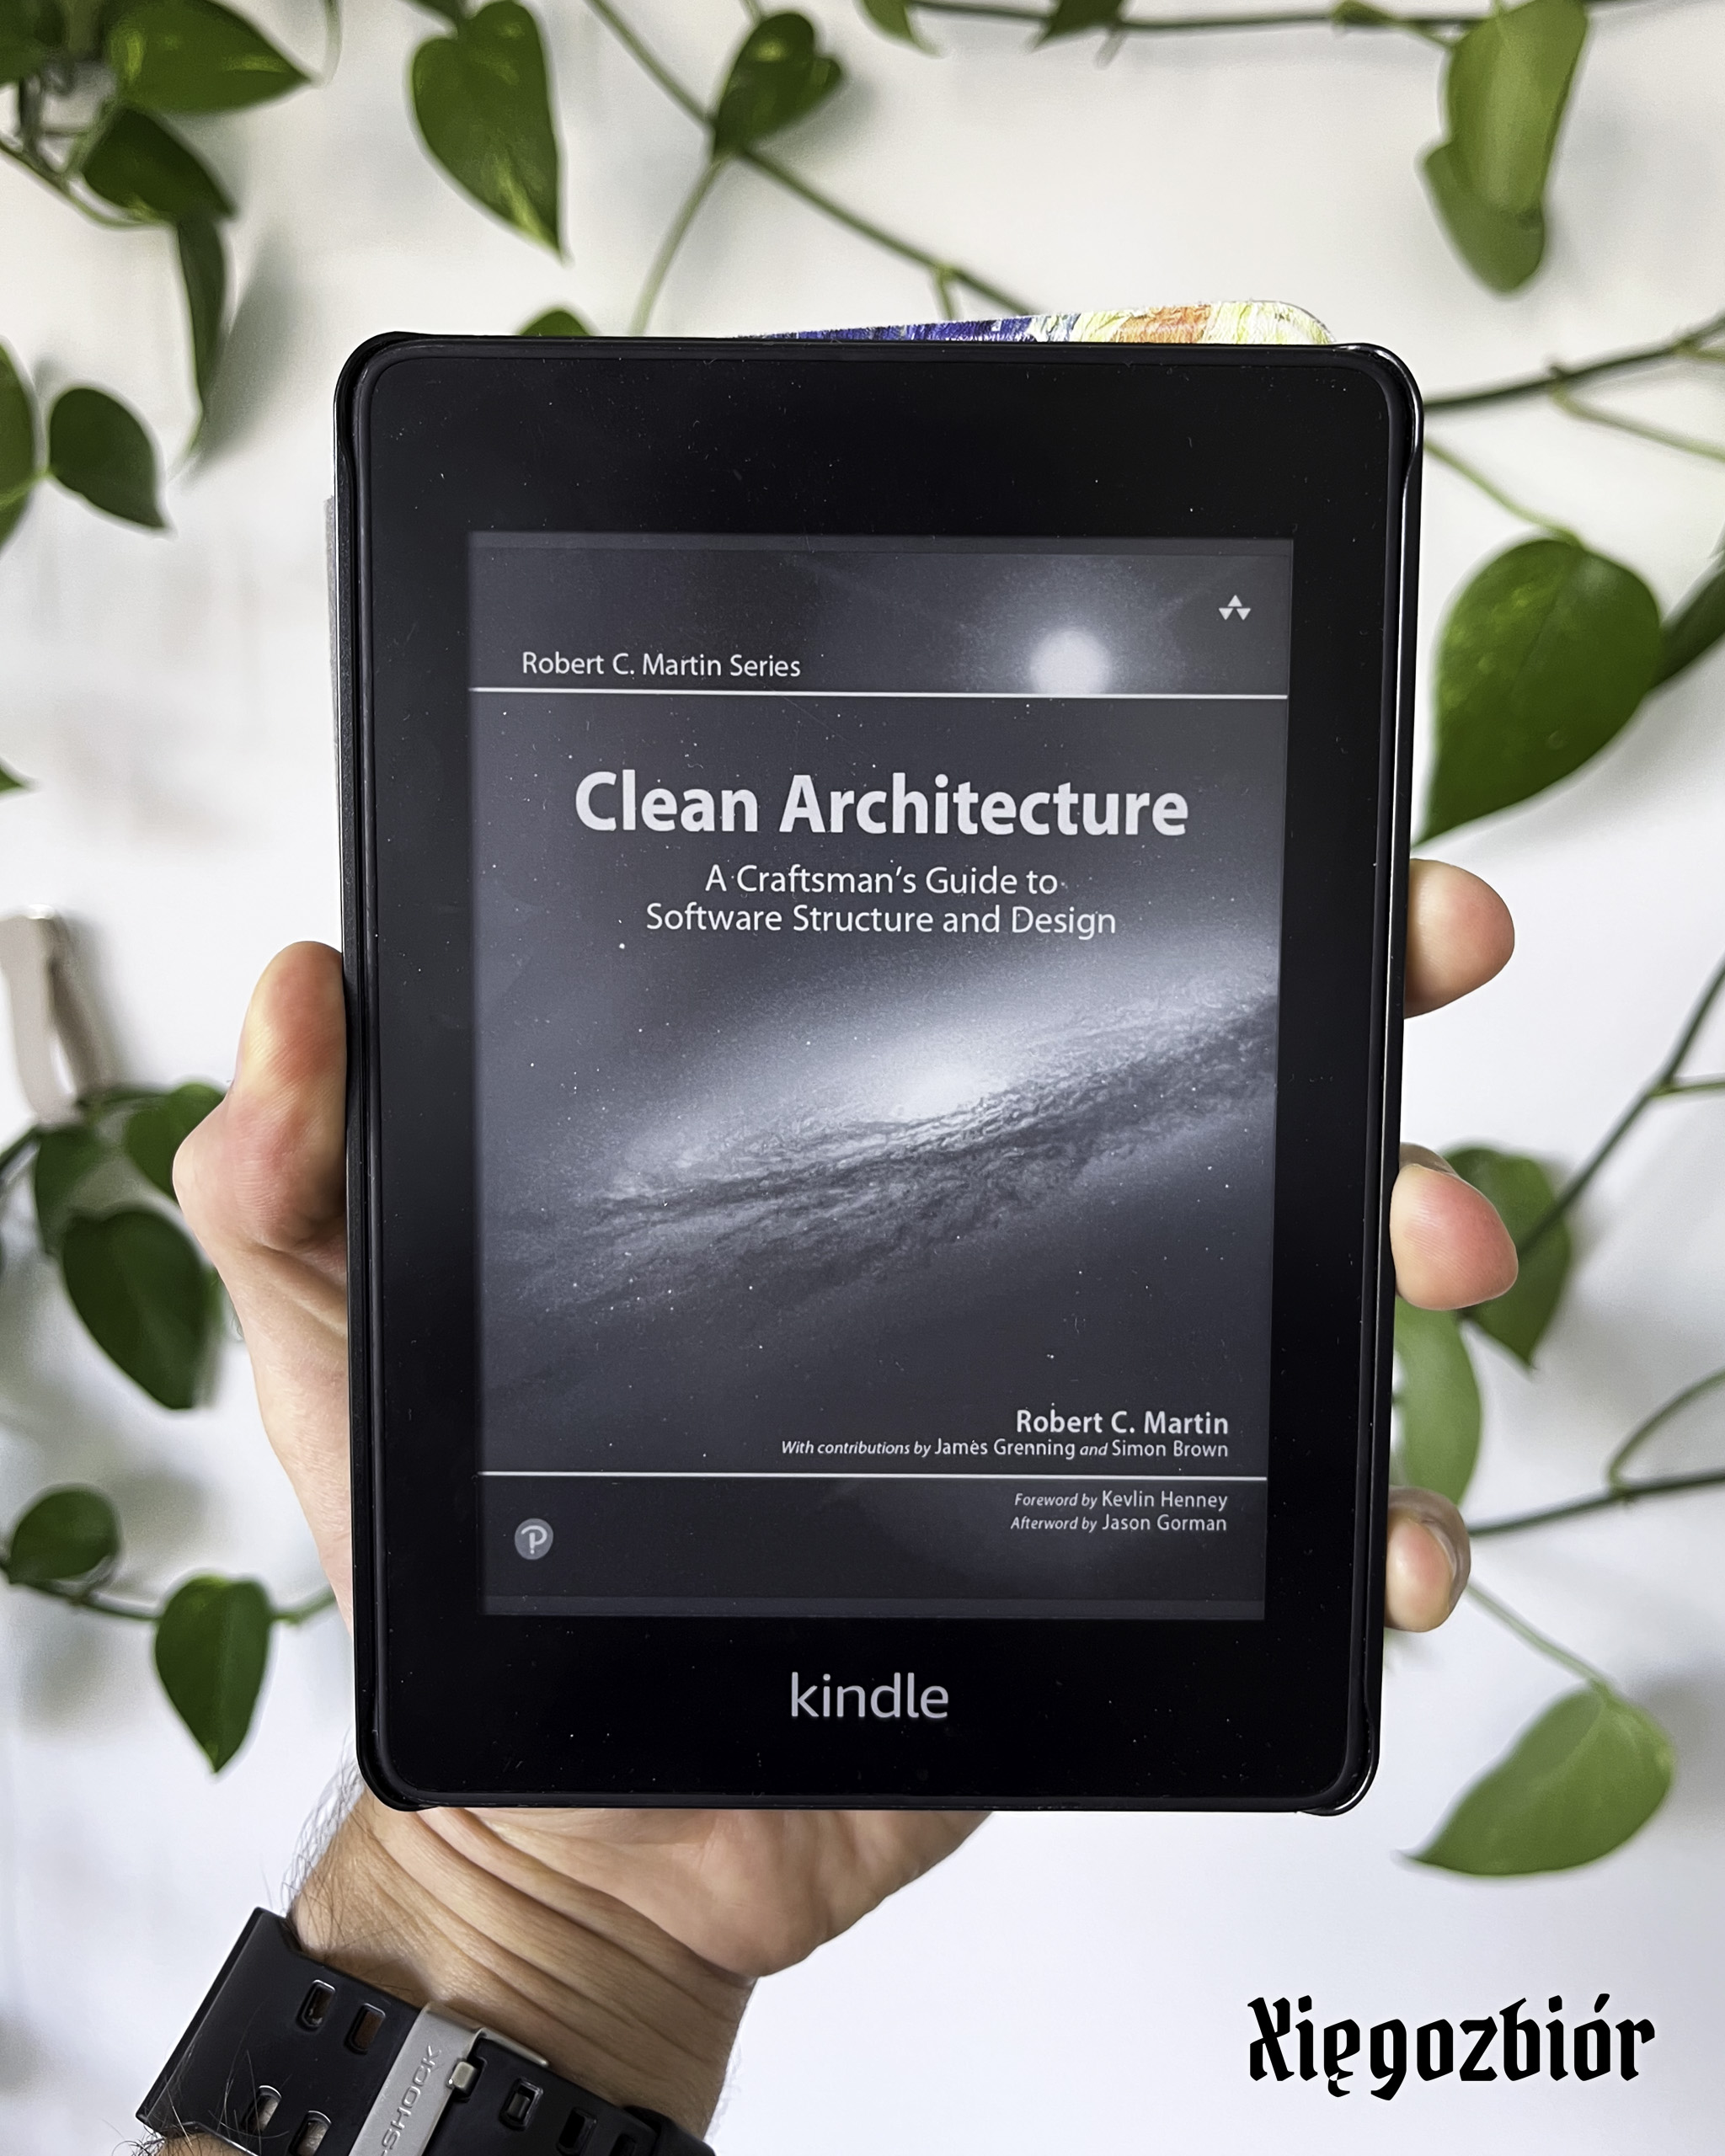 Robert C. Martin Series
Clean Architecture
A Craftsman's Guide to
Software Structure and Design
Robert C. Martin
With contributions by James Grenning and Simon Brown
Foreword by Kevlin Henney
Afterword by Jason Gorman
kindle
-SHOCK
Xięgozbiór